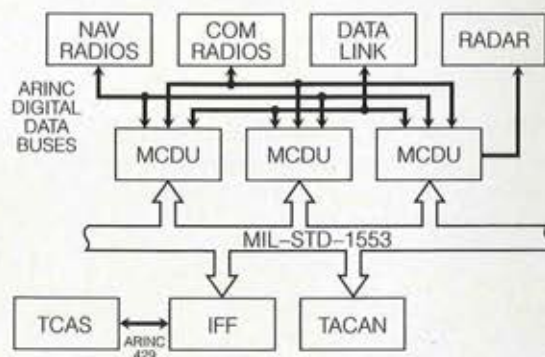 NAV
RADIOS
COM
RADIOS
DATA
LINK
RADAR
ARINC
DIGITAL
DATA
BUSES
MCDU
MCDU
MCDU
MIL-STD-1553
TCAS
ARINC
429
IFF
TACAN